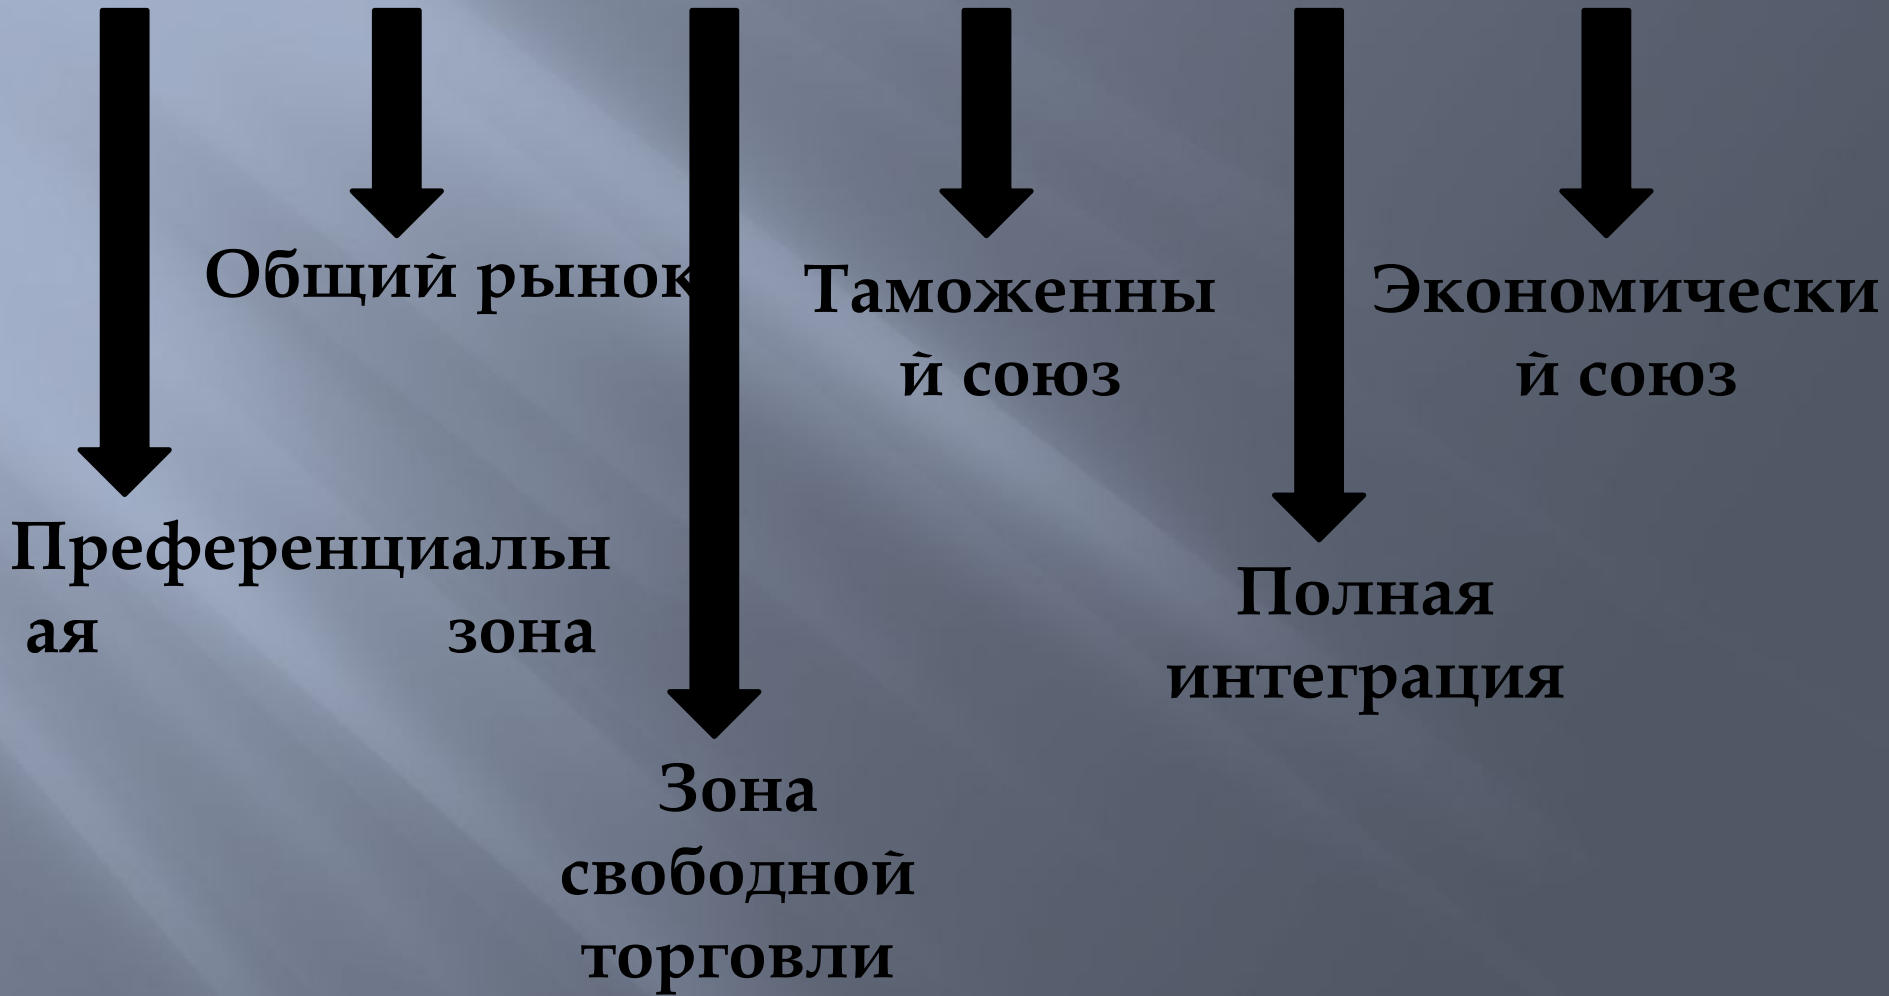 Общий рынок
Таможенны
й союз
Экономически
й союз
Преференциальн
ая зона
Полная
интеграция
Зона
свободной
торговли